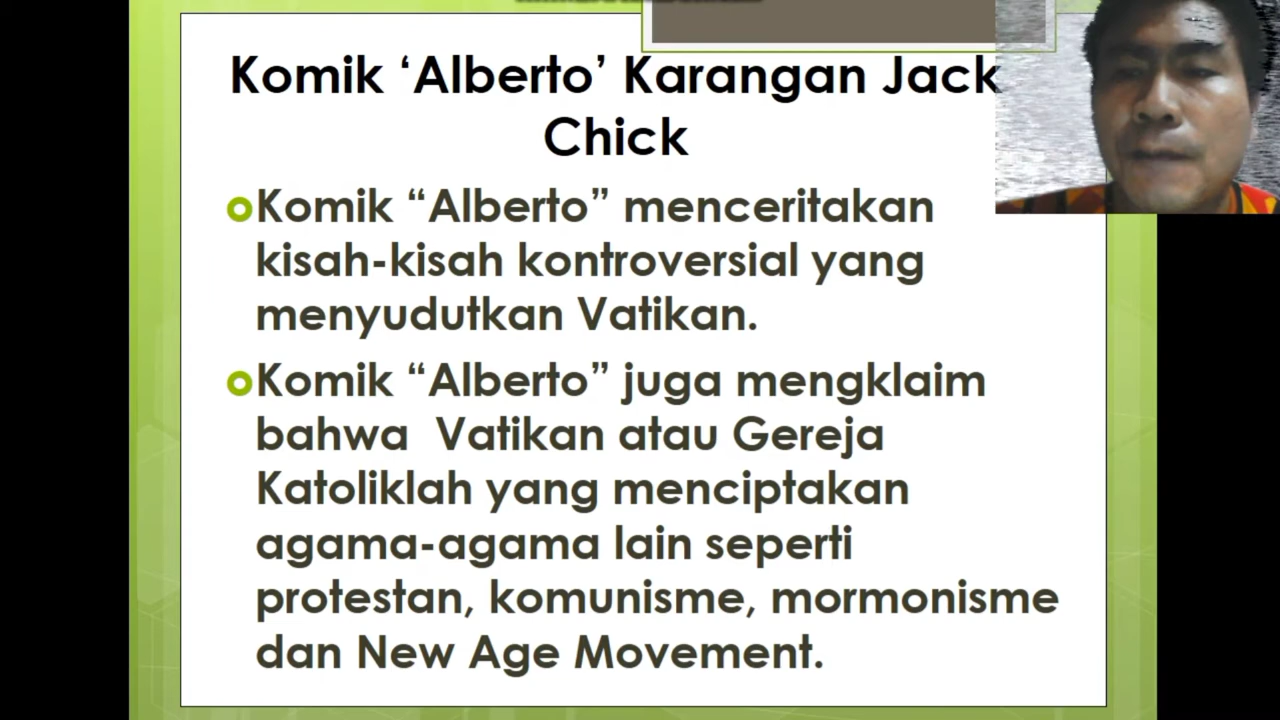 Komik ‘Alberto’ Karangan Jack
Chick
Komik “Alberto” menceritakan
kisah-kisah kontroversial yang
menyudutkan Vatikan.
Komik “Alberto” juga mengklaim
bahwa Vatikan atau Gereja
Katoliklah yang menciptakan
agama-agama lain seperti
protestan, komunisme, mormonisme
dan New Age Movement.